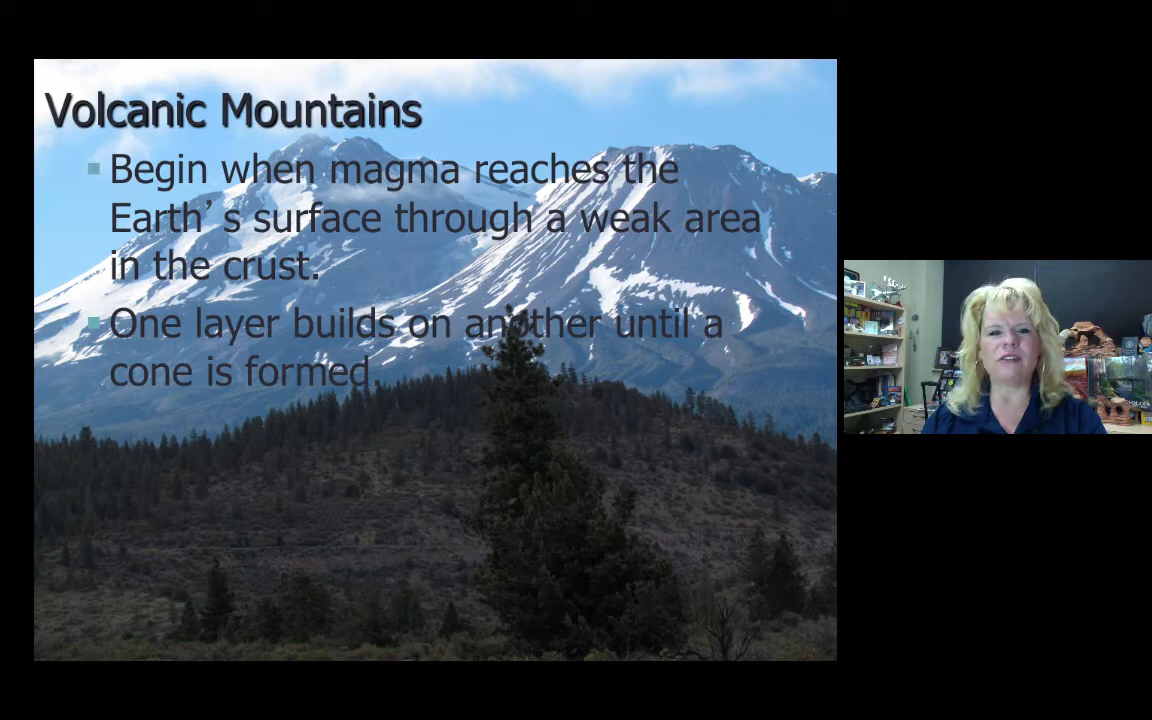 Volcanic Mountains
Begin when magma reaches the
Earth’s surface through a weak area
in the crust.
One layer builds on another until a
cone is formed.